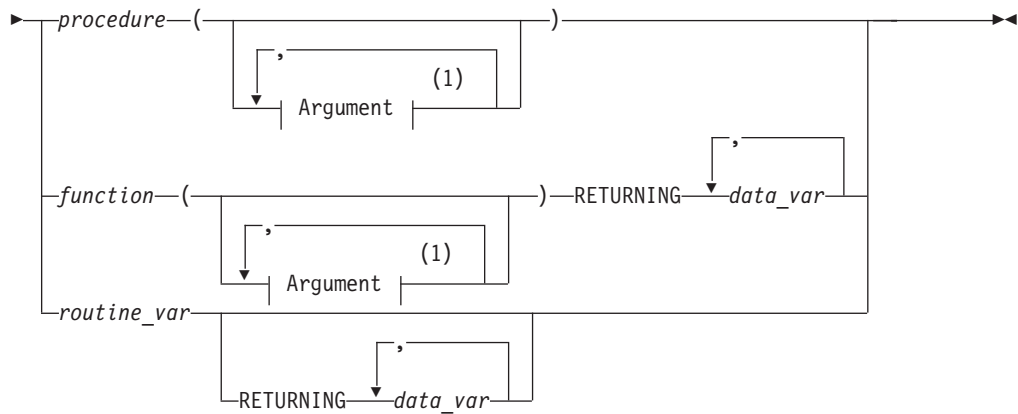 procedure ( )
,
(1)
Argument
function ( ) RETURNING data_var
,
,
(1)
Argument
routine_var
,
RETURNING data_var